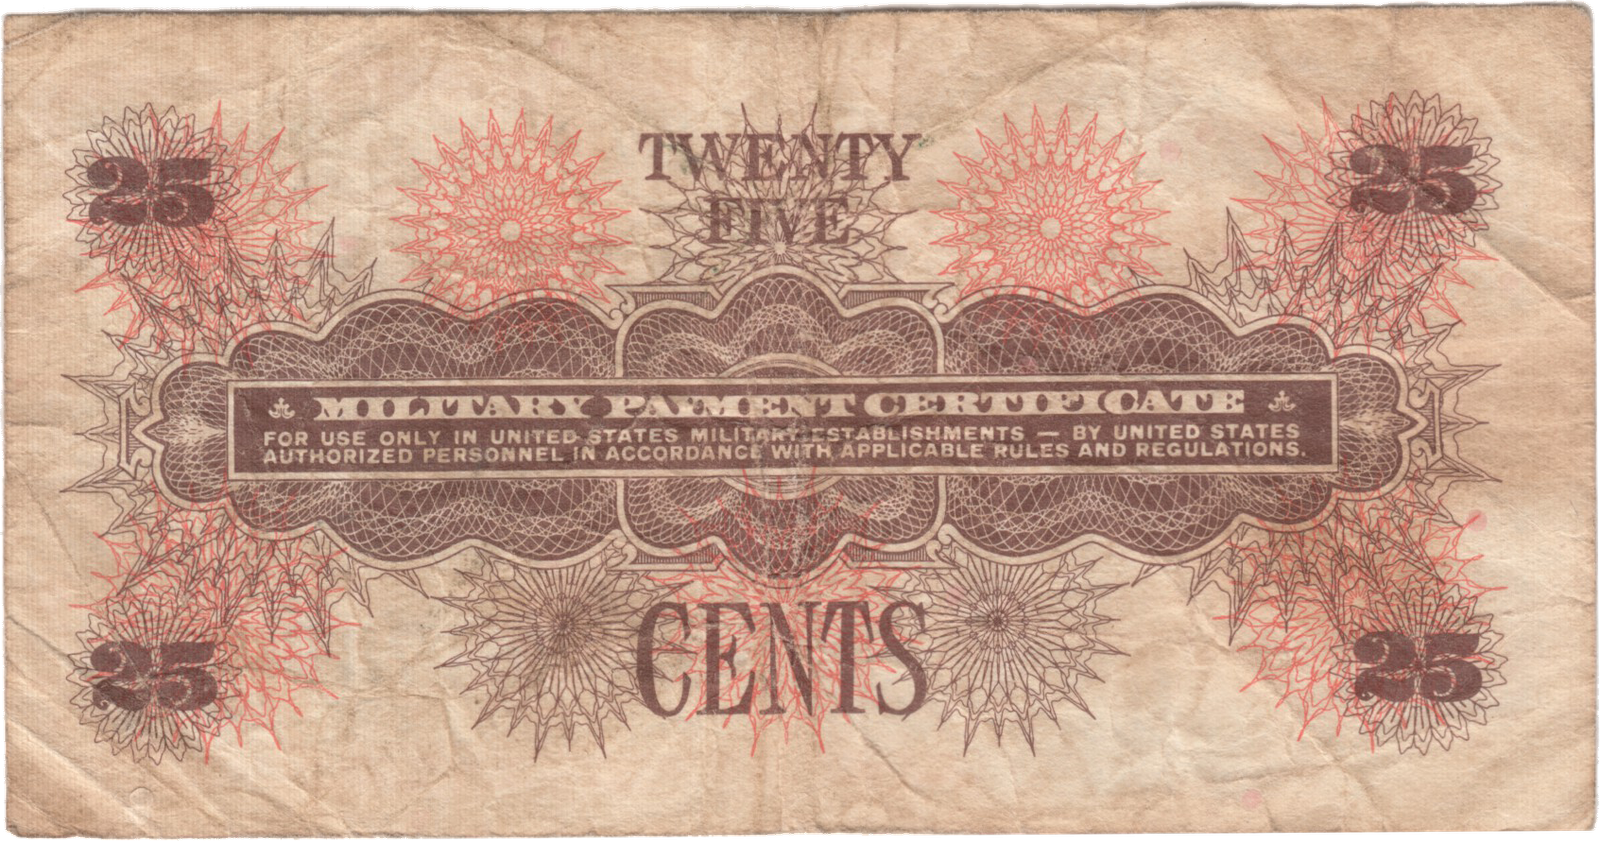 25 TWENTY 25
FIVE
MILITARY PAYMENT CERTIFICATE
FOR USE ONLY IN UNITED STATES MILITARY ESTABLISHMENTS — BY UNITED STATES
AUTHORIZED PERSONNEL IN ACCORDANCE WITH APPLICABLE RULES AND REGULATIONS.
25 CENTS 25